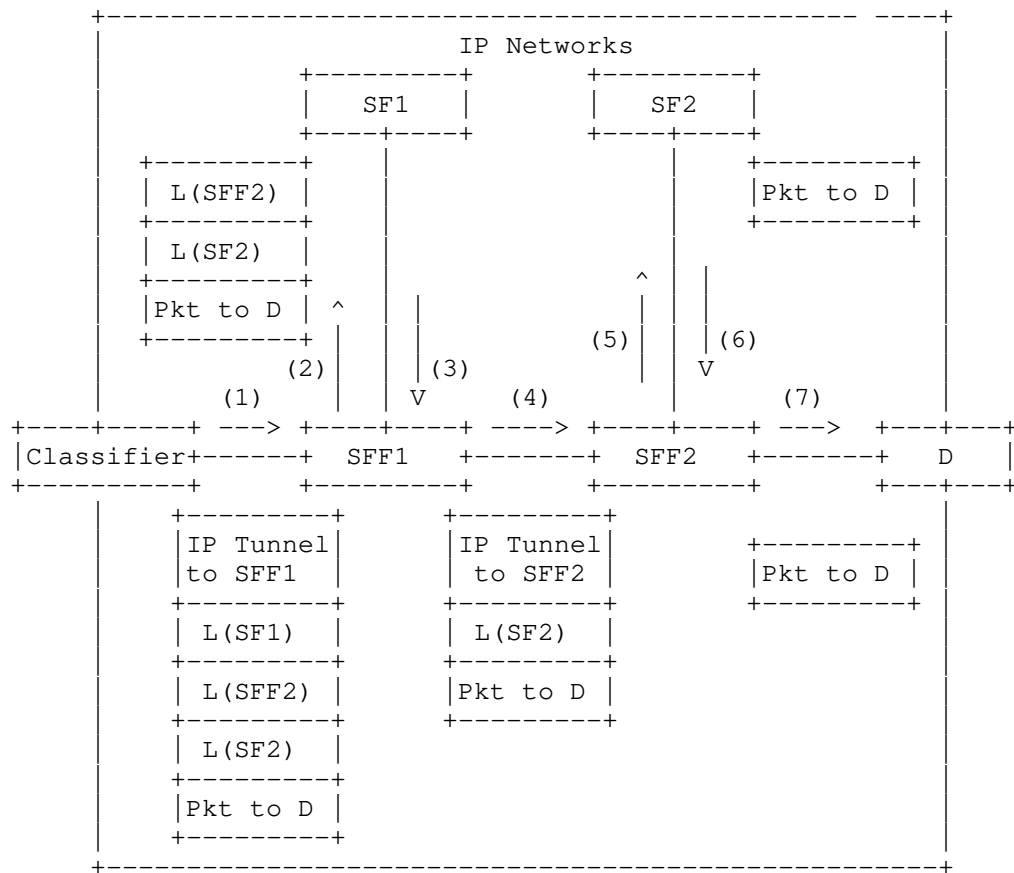 IP Networks
SF1 SF2
L(SFF2) Pkt to D
L(SF2)
Pkt to D ^ ^
(5) (6)
(2) (3) V
(1) V (4) (7)
---> ----> --->
Classifier SFF1 SFF2 D
IP Tunnel IP Tunnel
to SFF1 to SFF2 Pkt to D
L(SF1) L(SF2)
L(SFF2) Pkt to D
L(SF2)
Pkt to D